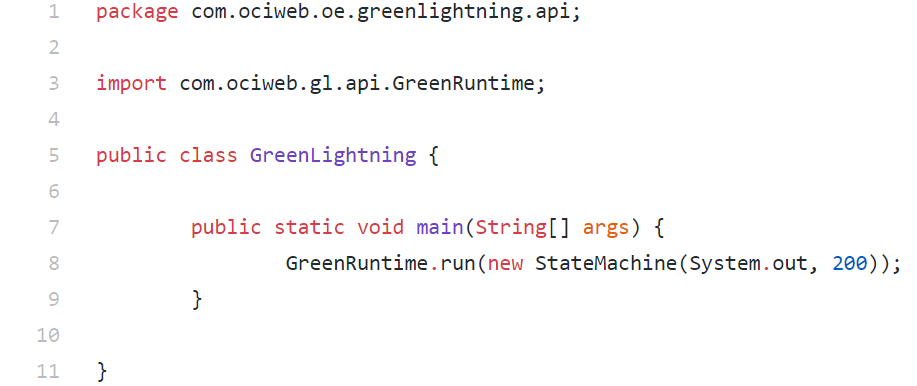 1 package com.ociweb.oe.greenlightning.api;
2
3 import com.ociweb.gl.api.GreenRuntime;
4
5 public class GreenLightning {
6
7 public static void main(String[] args) {
8 GreenRuntime.run(new StateMachine(System.out, 200));
9 }
10
11 }